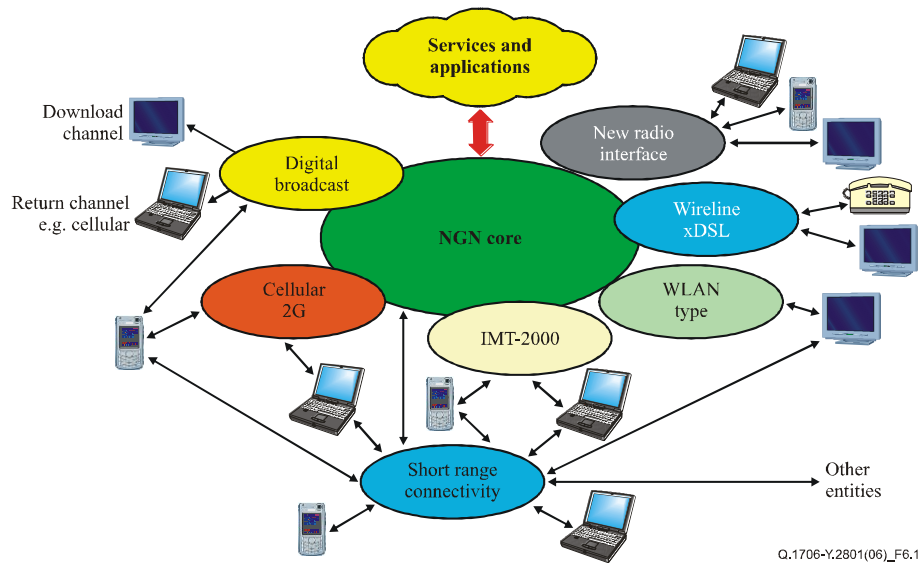 Services and
applications
Download
channel
New radio
interface
Digital
broadcast
Return channel
e.g. cellular
Wireline
xDSL
NGN core
Cellular
2G
WLAN
type
IMT-2000
Short range
connectivity
Other
entities
Q.1706-Y.2801(06)_F6.1